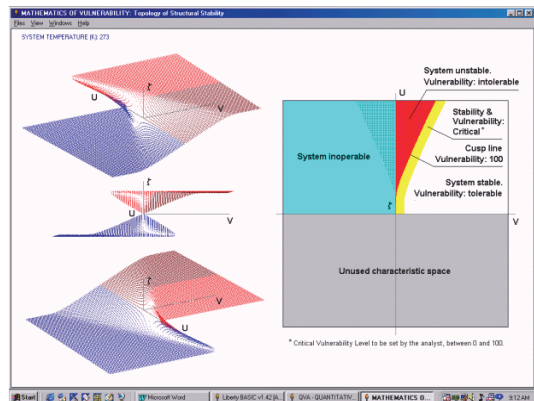 MATHEMATICS OF VULNERABILITY: Topology of Structural Stability
Files View Windows Help
SYSTEM TEMPERATURE (K): 273
ζ
U
V
ζ
U
V
ζ
V
U
U
System unstable.
Vulnerability: intolerable
Stability &
Vulnerability:
Critical*
Cusp line
Vulnerability: 100
System stable.
Vulnerability: tolerable
System inoperable
ζ
V
Unused characteristic space
* Critical Vulnerability Level to be set by the analyst, between 0 and 100.
Start
Microsoft Word
Liberty BASIC v1.42 [A...
QVA - QUANTITATIV...
MATHEMATICS O...
9:12 AM